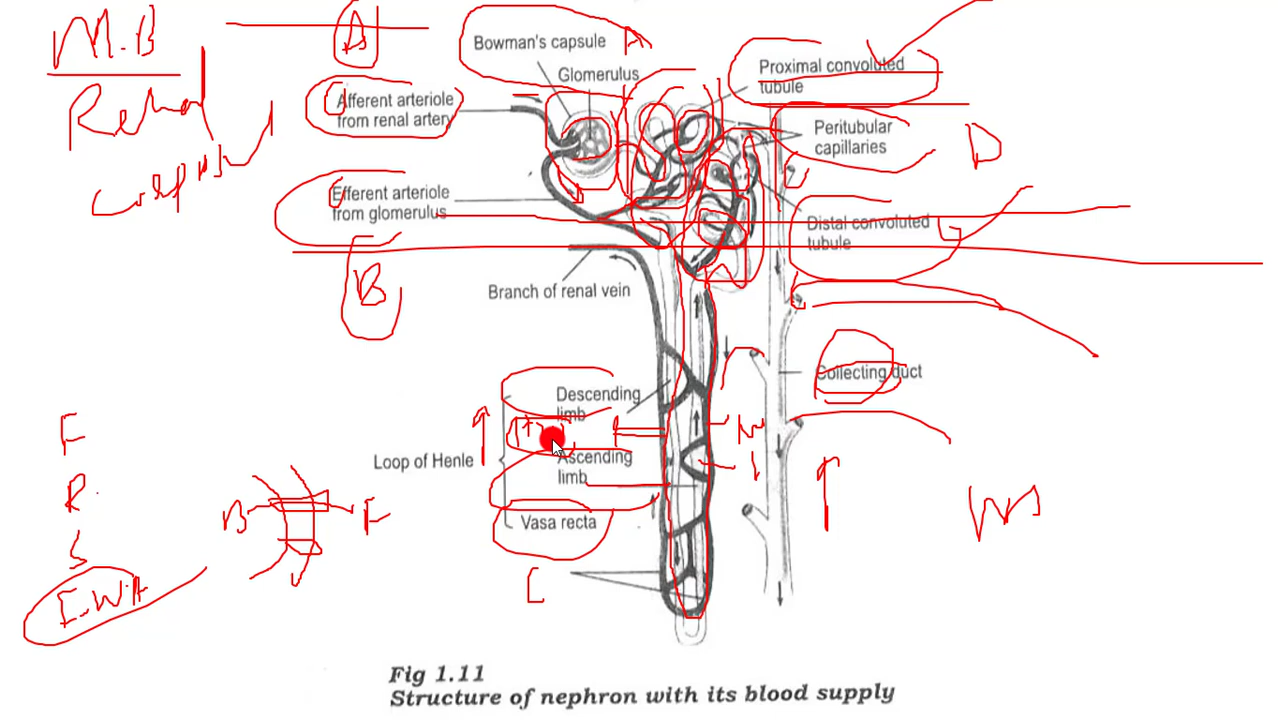 M.B
Renal
A
Bowman's capsule
A
Glomerulus
Proximal convoluted
tubule
Afferent arteriole
from renal artery
Peritubular
capillaries
D
Efferent arteriole
from glomerulus
Distal convoluted
tubule
B
Branch of renal vein
Collecting duct
Descending
limb
Loop of Henle
Ascending
limb
Vasa recta
F
R
S
B
F
Fig 1.11
Structure of nephron with its blood supply